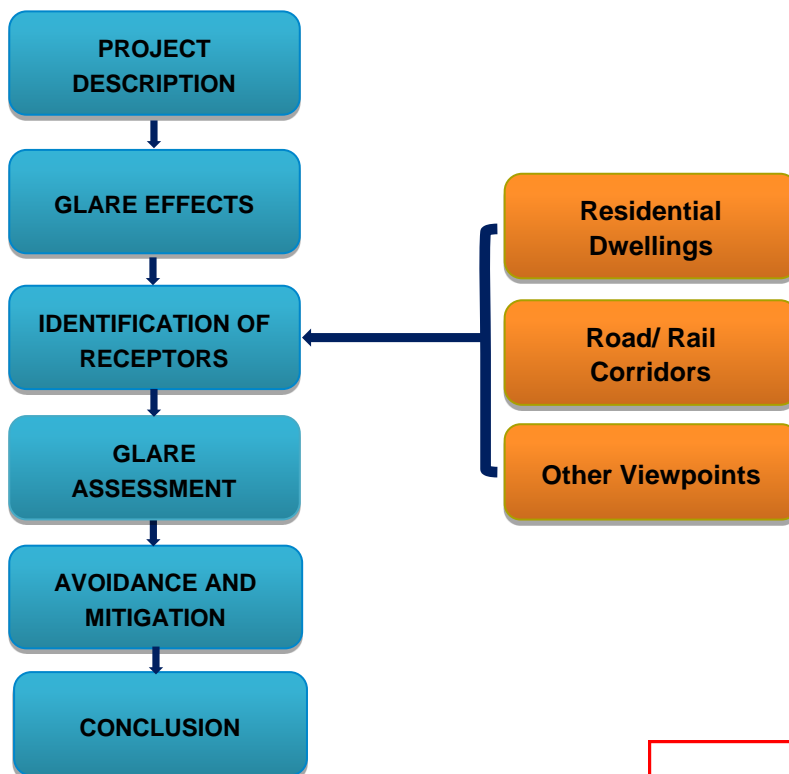 PROJECT
DESCRIPTION
GLARE EFFECTS
IDENTIFICATION OF
RECEPTORS
GLARE
ASSESSMENT
AVOIDANCE AND
MITIGATION
CONCLUSION
Residential
Dwellings
Road/ Rail
Corridors
Other Viewpoints